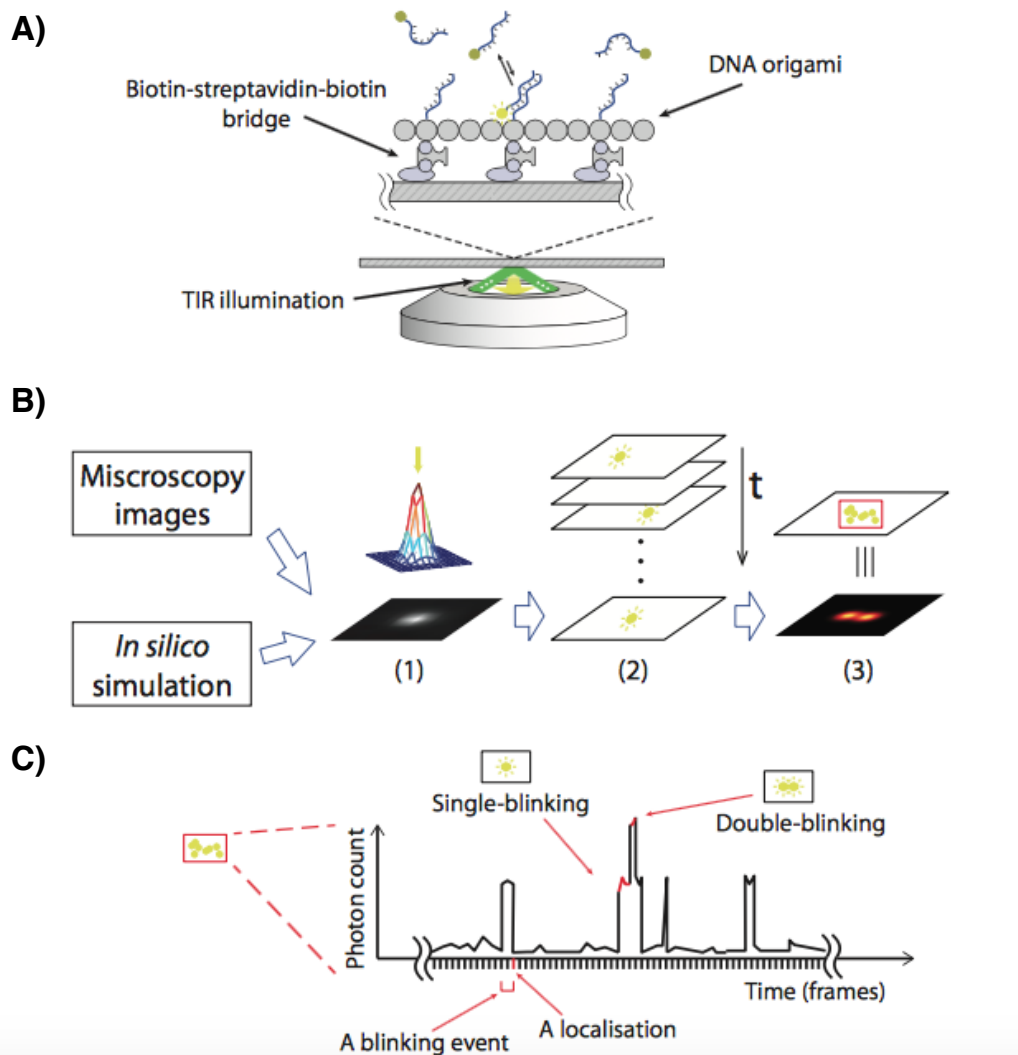 A)
Biotin-streptavidin-biotin
bridge
DNA origami
TIR illumination
B)
Miscroscopy
images
In silico
simulation
t
(1)
(2)
(3)
C)
Single-blinking
Double-blinking
Photon count
Time (frames)
A localisation
A blinking event